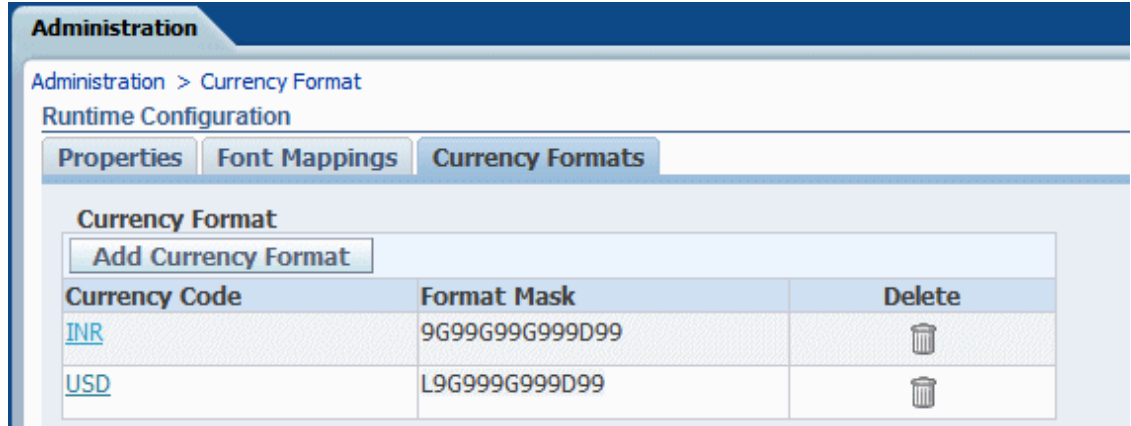 Administration
Administration > Currency Format
Runtime Configuration
Properties Font Mappings Currency Formats
Currency Format
Add Currency Format
Currency Code Format Mask Delete
INR 9G99G99G999D99
USD L9G999G999D99